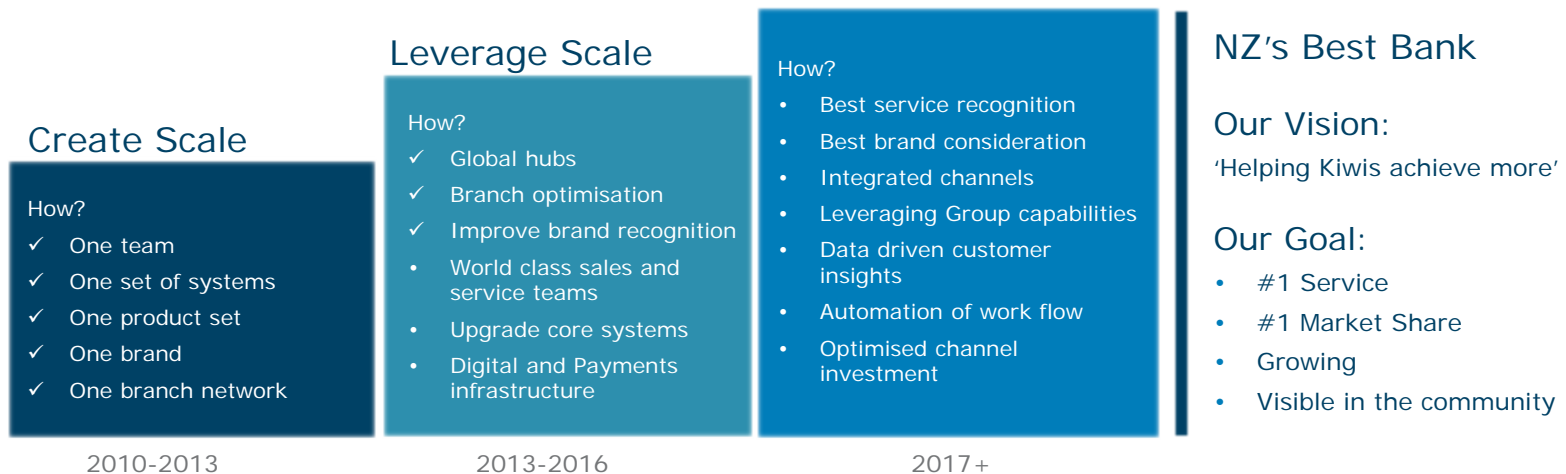 Create Scale
How?
✓ One team
✓ One set of systems
✓ One product set
✓ One brand
✓ One branch network
2010-2013
Leverage Scale
How?
✓ Global hubs
✓ Branch optimisation
✓ Improve brand recognition
• World class sales and
service teams
• Upgrade core systems
• Digital and Payments
infrastructure
2013-2016
How?
• Best service recognition
• Best brand consideration
• Integrated channels
• Leveraging Group capabilities
• Data driven customer
insights
• Automation of work flow
• Optimised channel
investment
2017+
NZ's Best Bank
Our Vision:
‘Helping Kiwis achieve more’
Our Goal:
• #1 Service
• #1 Market Share
• Growing
• Visible in the community